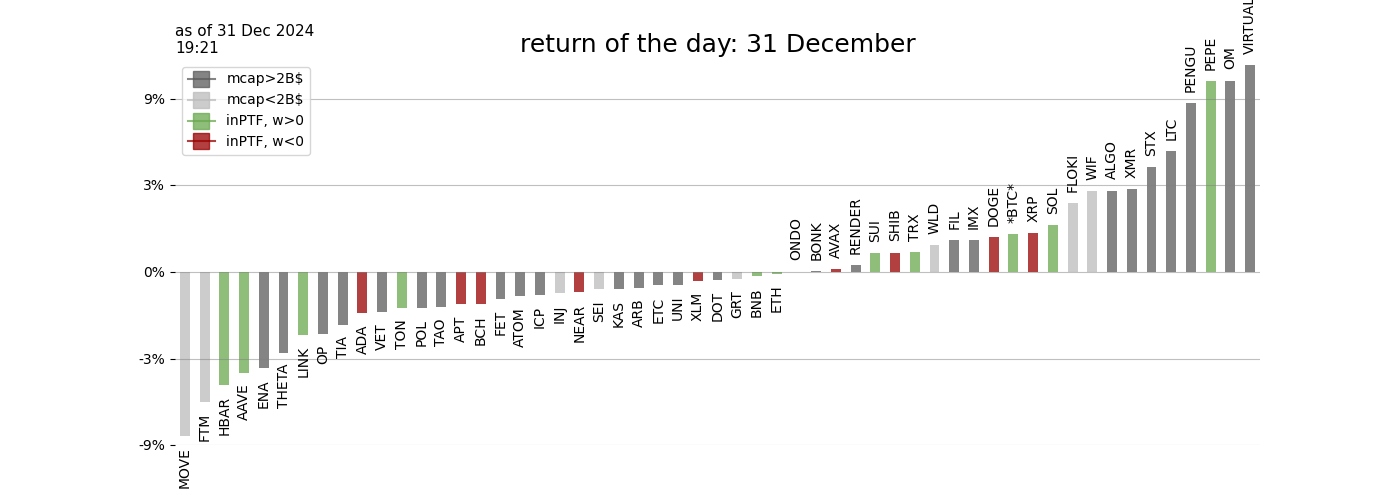 as of 31 Dec 2024
19:21
return of the day: 31 December
mcap>2B$
mcap<2B$
inPTF, w>0
inPTF, w<0
9%
3%
0%
-3%
-9%
MOVE
FTM
HBAR
AAVE
ENA
THETA
LINK
OP
TIA
ADA
VET
TON
POL
TAO
APT
BCH
FET
ATOM
ICP
INJ
NEAR
SEI
KAS
ARB
ETC
UNI
XLM
DOT
GRT
BNB
ETH
ONDO
BONK
AVAX
RENDER
SUI
SHIB
TRX
WLD
FIL
IMX
DOGE
*BTC*
XRP
SOL
FLOKI
WIF
ALGO
XMR
STX
LTC
PENGU
PEPE
OM
VIRTUAL